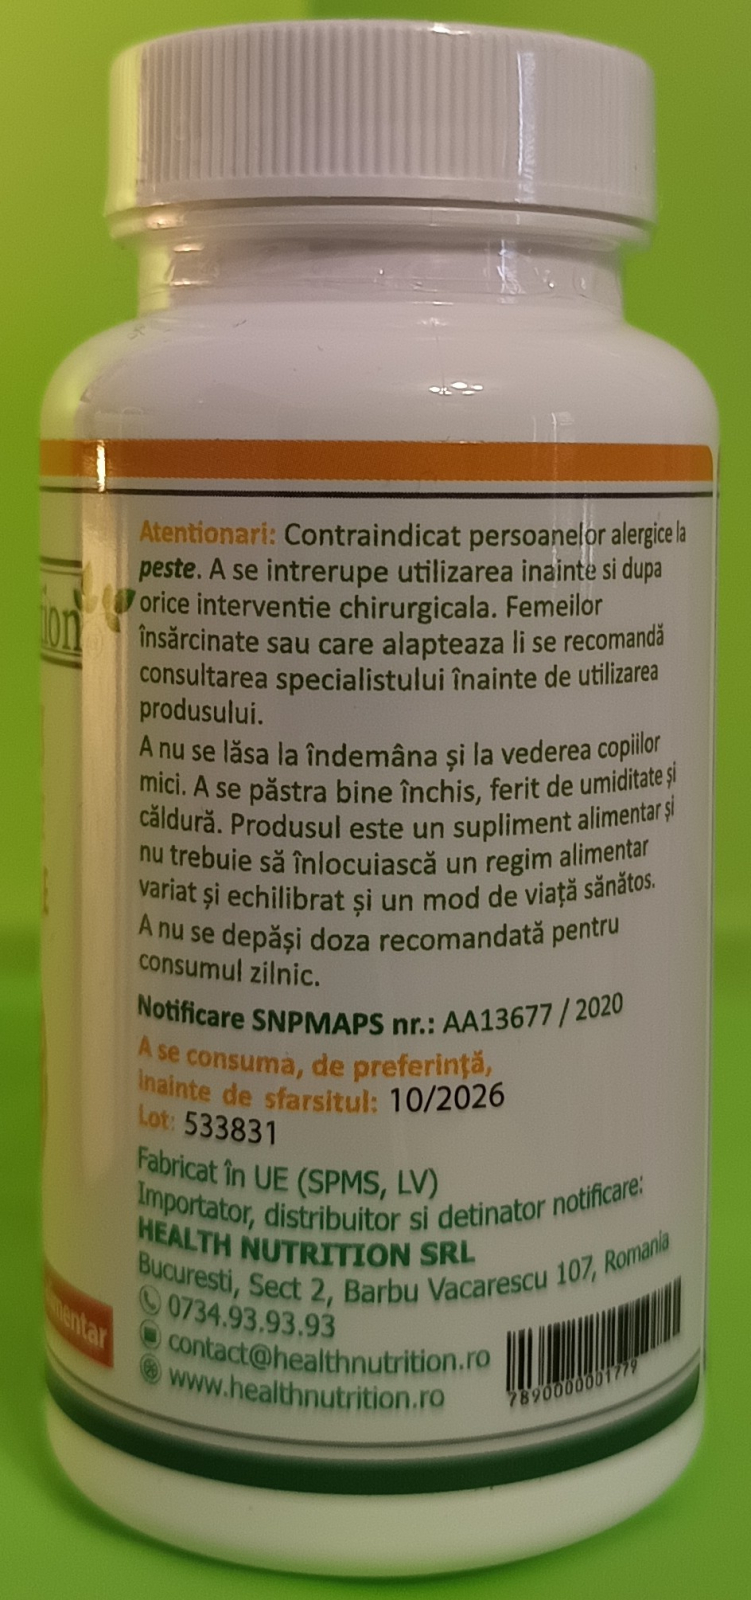 Atentionari: Contraindicat persoanelor alergice la
peste. A se intrerupe utilizarea inainte si dupa
orice interventie chirurgicala. Femeilor
însărcinate sau care alapteaza li se recomandă
consultarea specialistului înainte de utilizarea
produsului.
A nu se lăsa la îndemâna și la vederea copiilor
mici. A se păstra bine închis, ferit de umiditate și
căldură. Produsul este un supliment alimentar și
nu trebuie să înlocuiască un regim alimentar
variat și echilibrat și un mod de viață sănătos.
A nu se depăși doza recomandată pentru
consumul zilnic.
Notificare SNPMAPS nr.: AA13677 / 2020
A se consuma, de preferință,
inainte de sfarsitul: 10/2026
Lot: 533831
Fabricat în UE (SPMS, LV)
Importator, distribuitor si detinator notificare:
HEALTH NUTRITION SRL
Bucuresti, Sect 2, Barbu Vacarescu 107, Romania
0734.93.93.93
contact@healthnutrition.ro
www.healthnutrition.ro
7890000001779